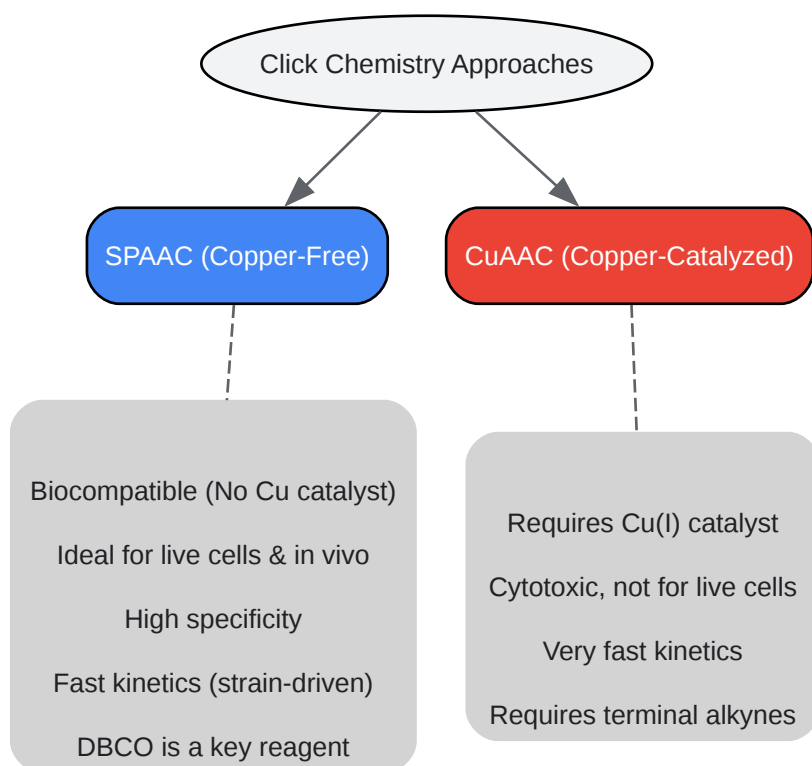 Click Chemistry Approaches
SPAAC (Copper-Free)
CuAAC (Copper-Catalyzed)
Biocompatible (No Cu catalyst)
Ideal for live cells & in vivo
High specificity
Fast kinetics (strain-driven)
DBCO is a key reagent
Requires Cu(I) catalyst
Cytotoxic, not for live cells
Very fast kinetics
Requires terminal alkynes